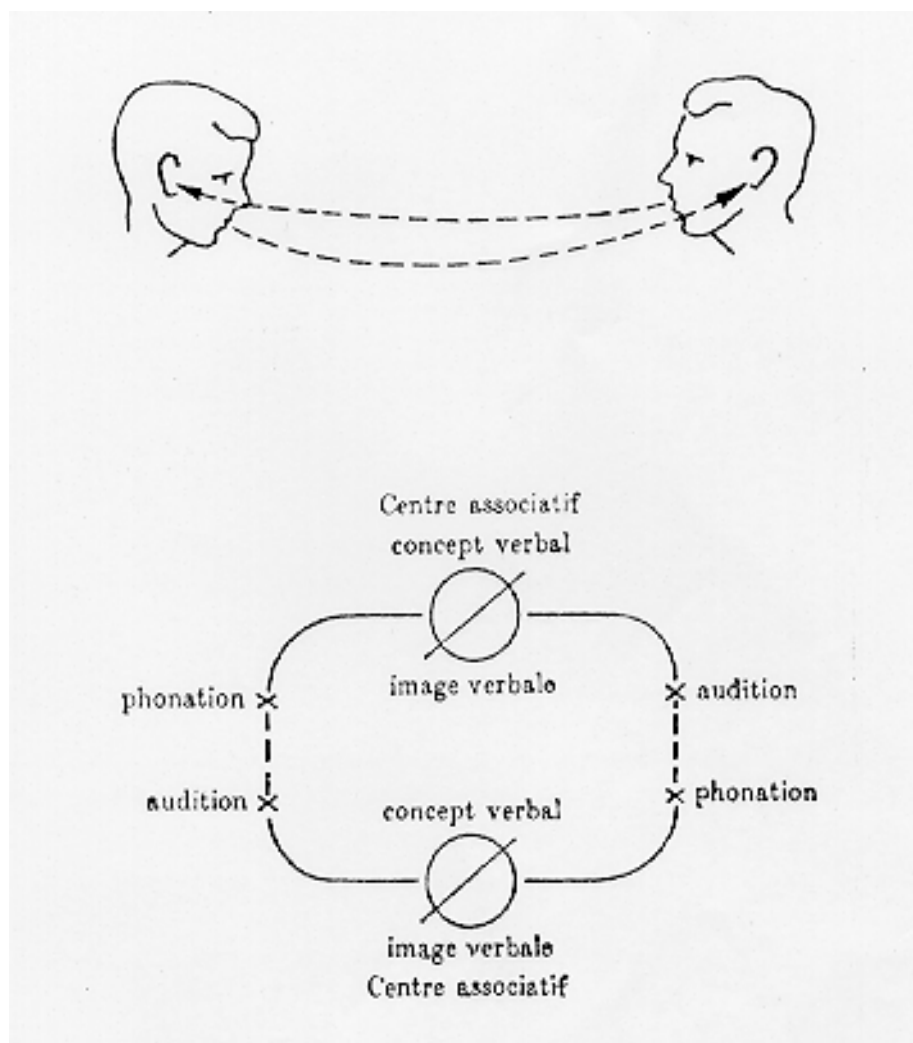 Centre associatif
concept verbal
image verbale
phonation
audition
audition
phonation
concept verbal
image verbale
Centre associatif